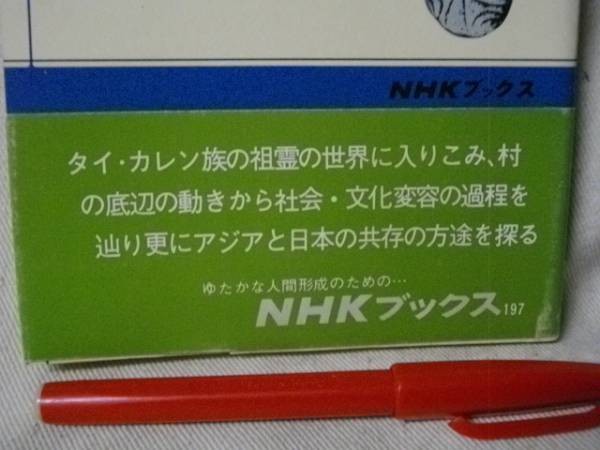 NHKブックス
タイ・カレン族の祖霊の世界に入りこみ、村
の底辺の動きから社会・文化変容の過程を
辿り更にアジアと日本の共存の方途を探る
ゆたかな人間形成のための…
NHKブックス197